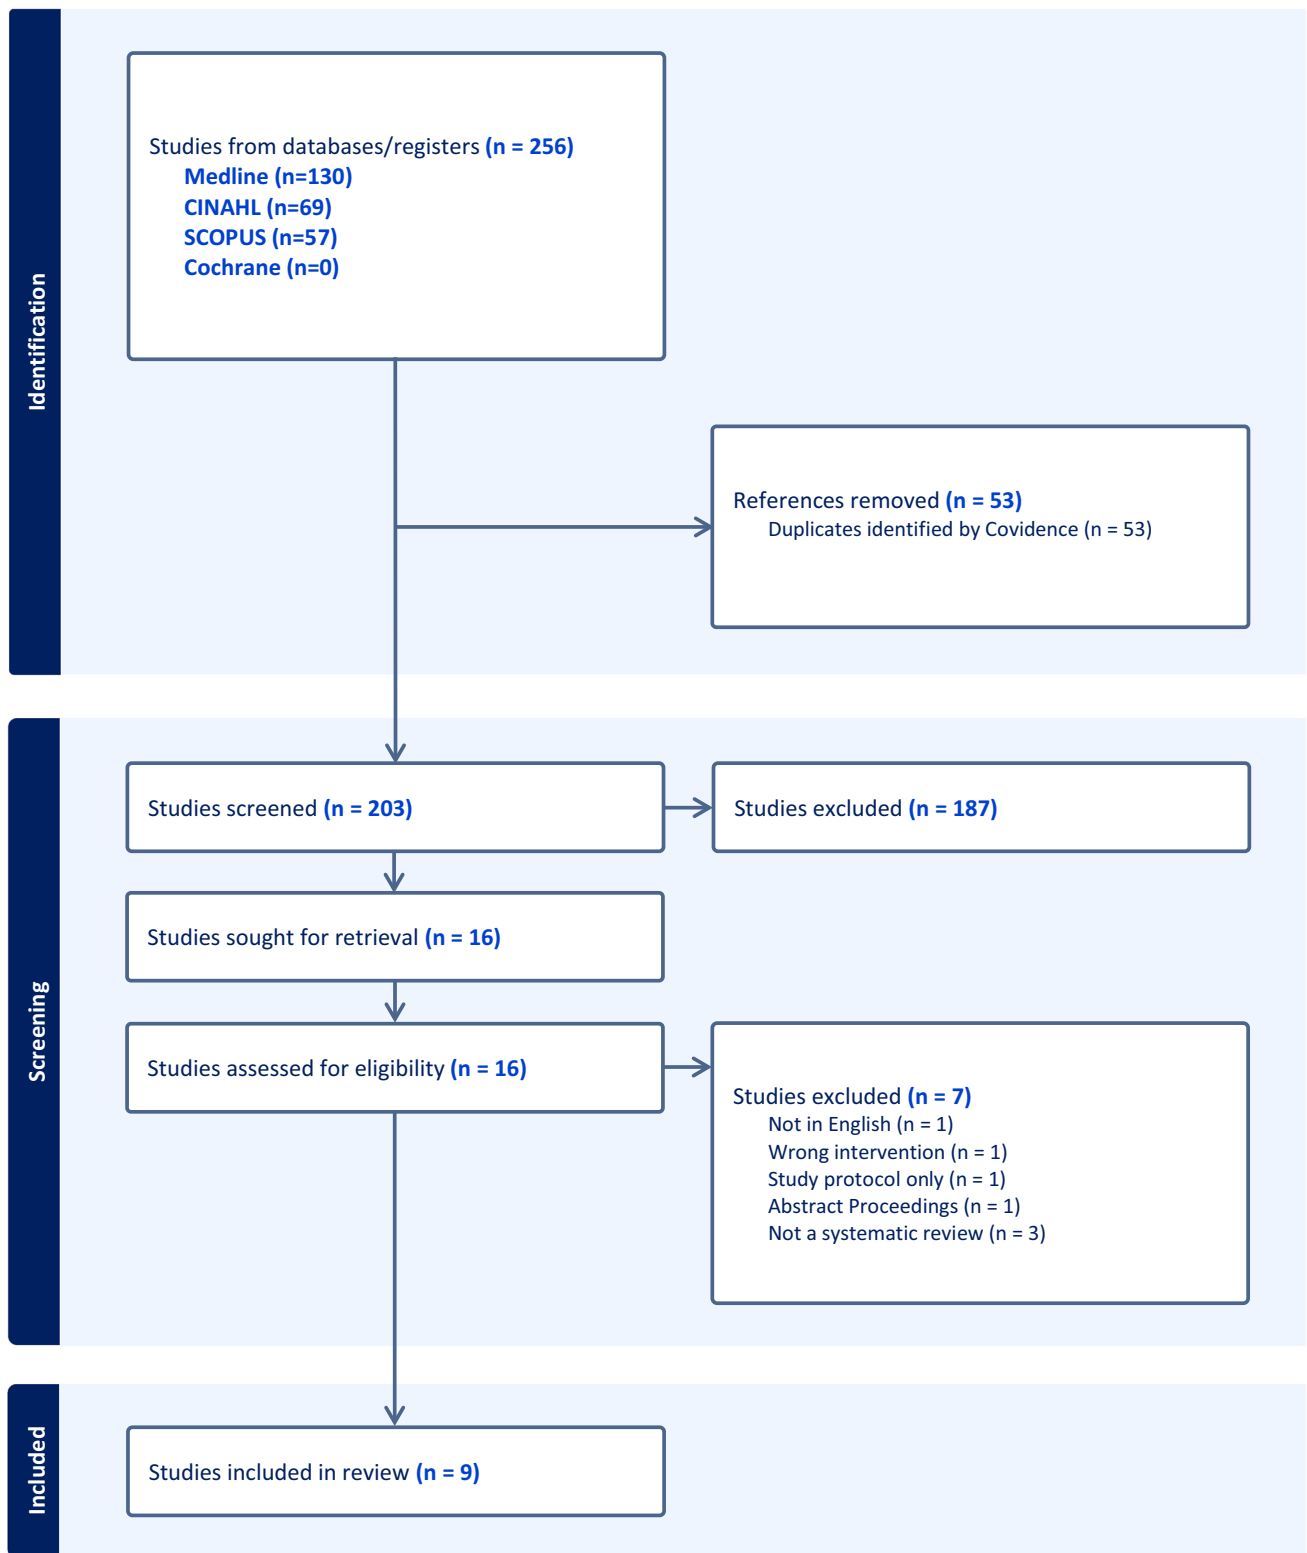 Identification
Studies from databases/registers (n = 256)
Medline (n=130)
CINAHL (n=69)
SCOPUS (n=57)
Cochrane (n=0)
References removed (n = 53)
Duplicates identified by Covidence (n = 53)
Screening
Studies screened (n = 203)
Studies excluded (n = 187)
Studies sought for retrieval (n = 16)
Studies assessed for eligibility (n = 16)
Studies excluded (n = 7)
Not in English (n = 1)
Wrong intervention (n = 1)
Study protocol only (n = 1)
Abstract Proceedings (n = 1)
Not a systematic review (n = 3)
Included
Studies included in review (n = 9)